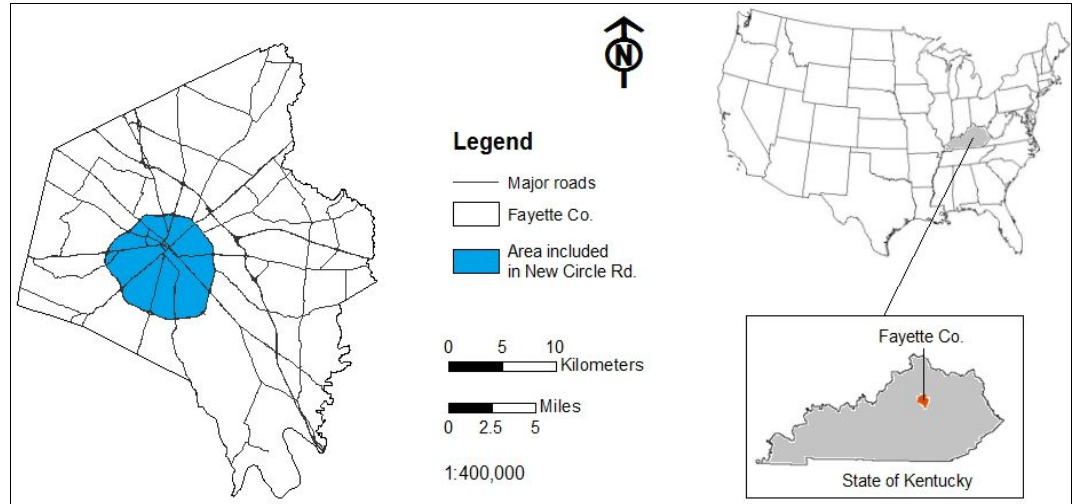 N
Legend
Major roads
Fayette Co.
Area included
in New Circle Rd.
0 5 10
Kilometers
Miles
0 2.5 5
1:400,000
Fayette Co.
State of Kentucky